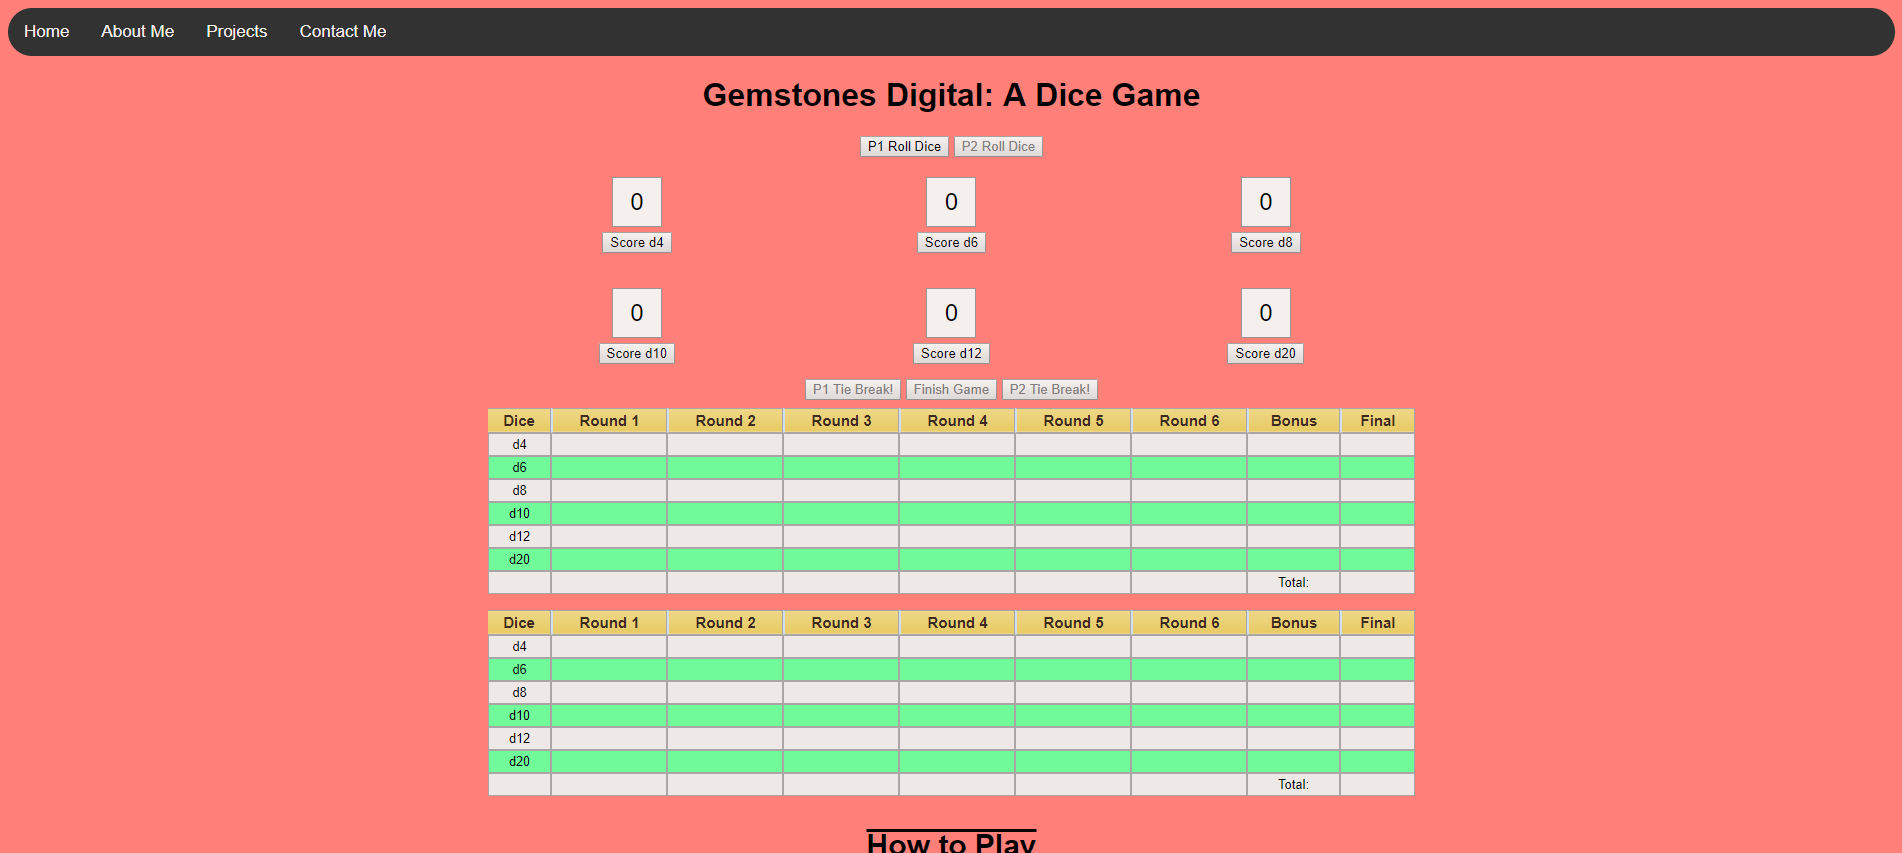 Home About Me Projects Contact Me
Gemstones Digital: A Dice Game
P1 Roll Dice P2 Roll Dice
0 0 0
Score d4 Score d6 Score d8
0 0 0
Score d10 Score d12 Score d20
P1 Tie Break! Finish Game P2 Tie Break!
Dice Round 1 Round 2 Round 3 Round 4 Round 5 Round 6 Bonus Final
d4
d6
d8
d10
d12
d20
Total:
Dice Round 1 Round 2 Round 3 Round 4 Round 5 Round 6 Bonus Final
d4
d6
d8
d10
d12
d20
Total:
How to Play